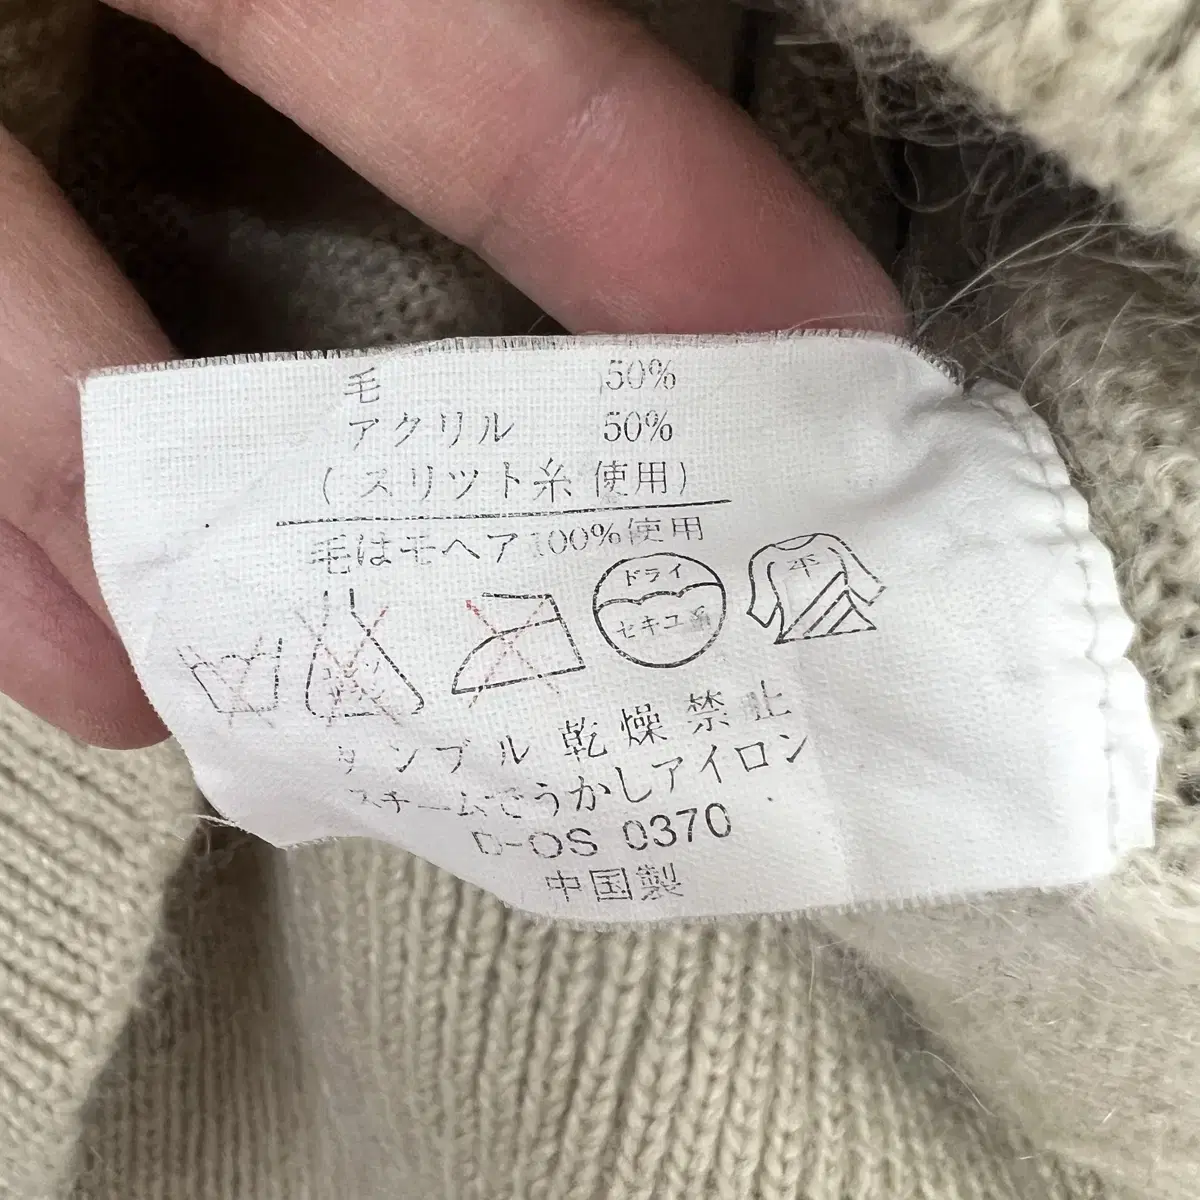 毛 50%
アクリル 50%
(スリット糸使用)
毛はモヘア100%使用
ドライ
セキユ系
平
タンブル乾燥禁止
スチームでうかしアイロン
D-OS 0370
中国製